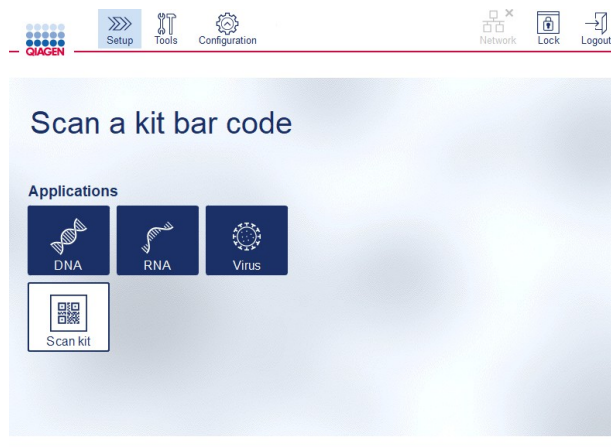 QIAGEN
Setup
Tools
Configuration
Network
Lock
Logout
Scan a kit bar code
Applications
DNA
RNA
Virus
Scan kit